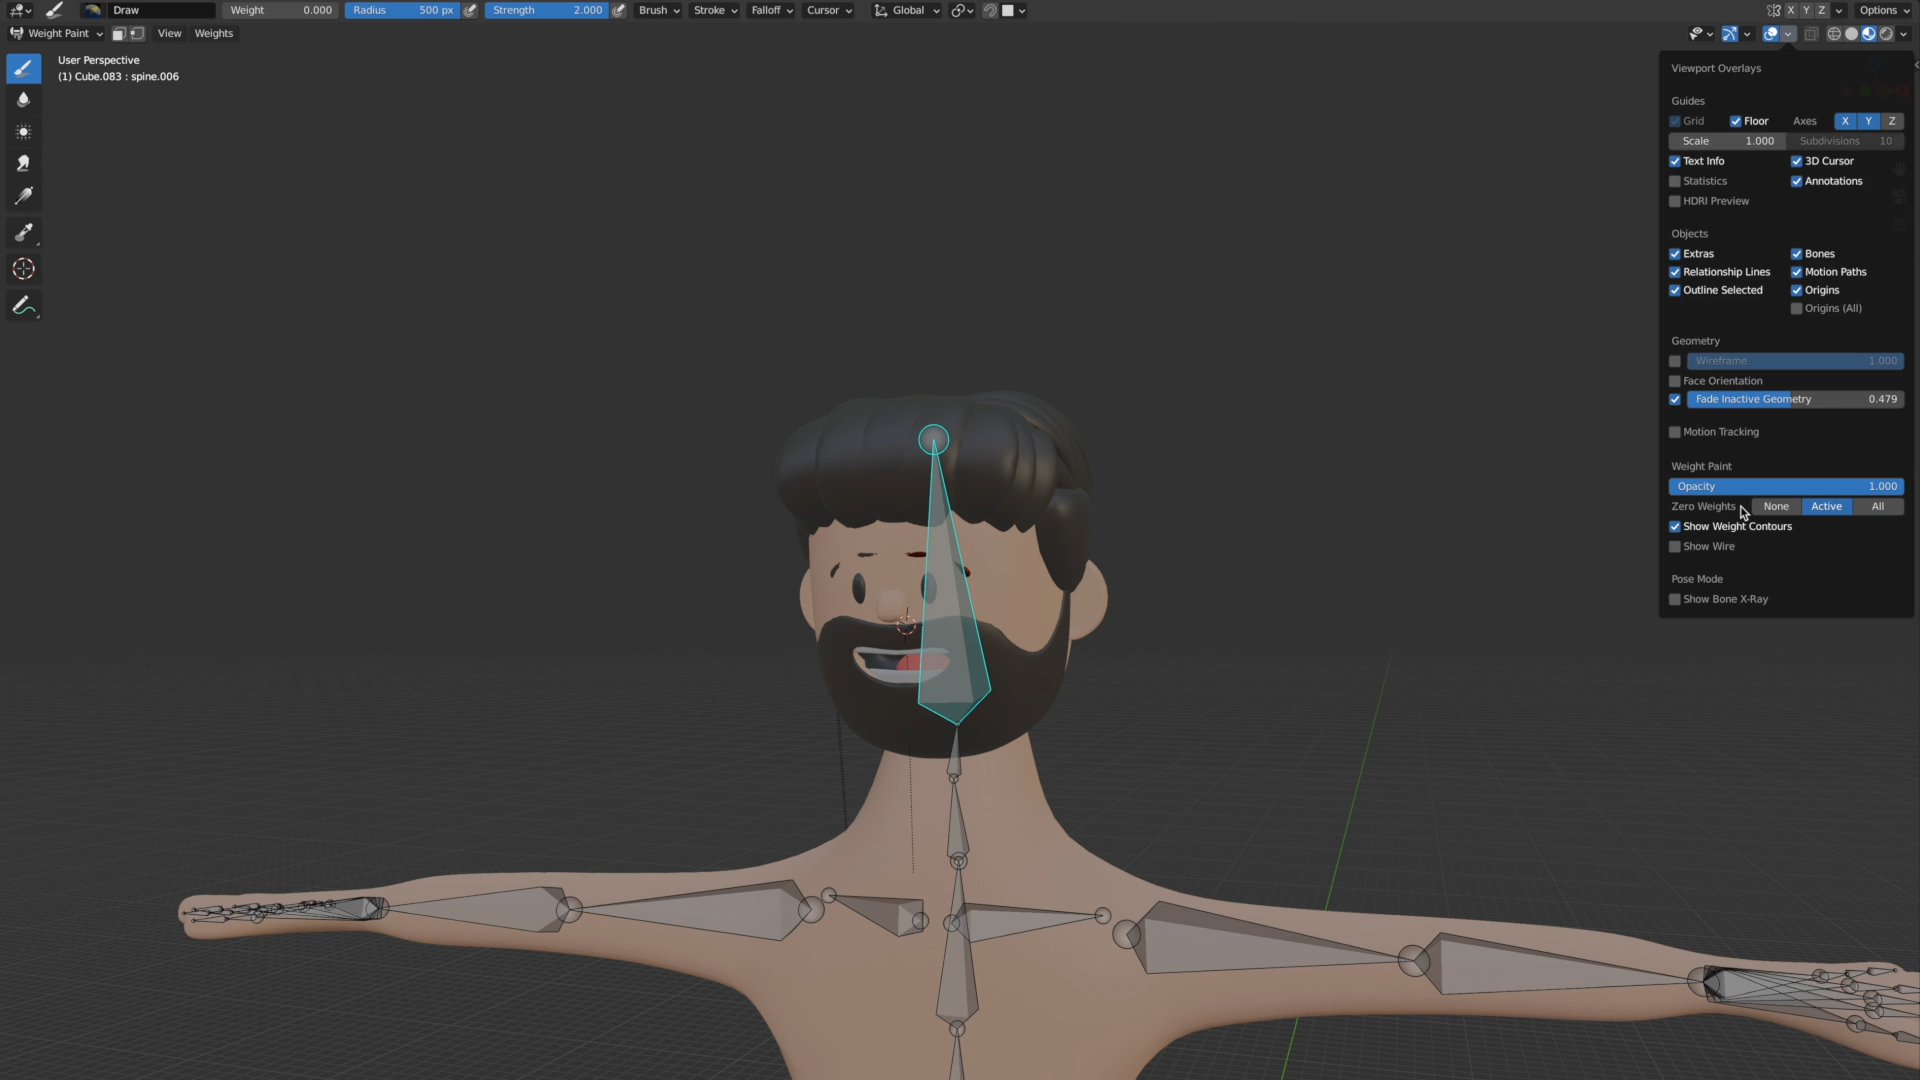 Draw Weight 0.000 Radius 500 px Strength 2.000 Brush Stroke Falloff Cursor Global X Y Z Options
Weight Paint View Weights
User Perspective
(1) Cube.083 : spine.006
Viewport Overlays
Guides
Grid Floor Axes X Y Z
Scale 1.000 Subdivisions 10
Text Info 3D Cursor
Statistics Annotations
HDRI Preview
Objects
Extras Bones
Relationship Lines Motion Paths
Outline Selected Origins
Origins (All)
Geometry
Wireframe 1.000
Face Orientation
Fade Inactive Geometry 0.479
Motion Tracking
Weight Paint
Opacity 1.000
Zero Weights None Active All
Show Weight Contours
Show Wire
Pose Mode
Show Bone X-Ray